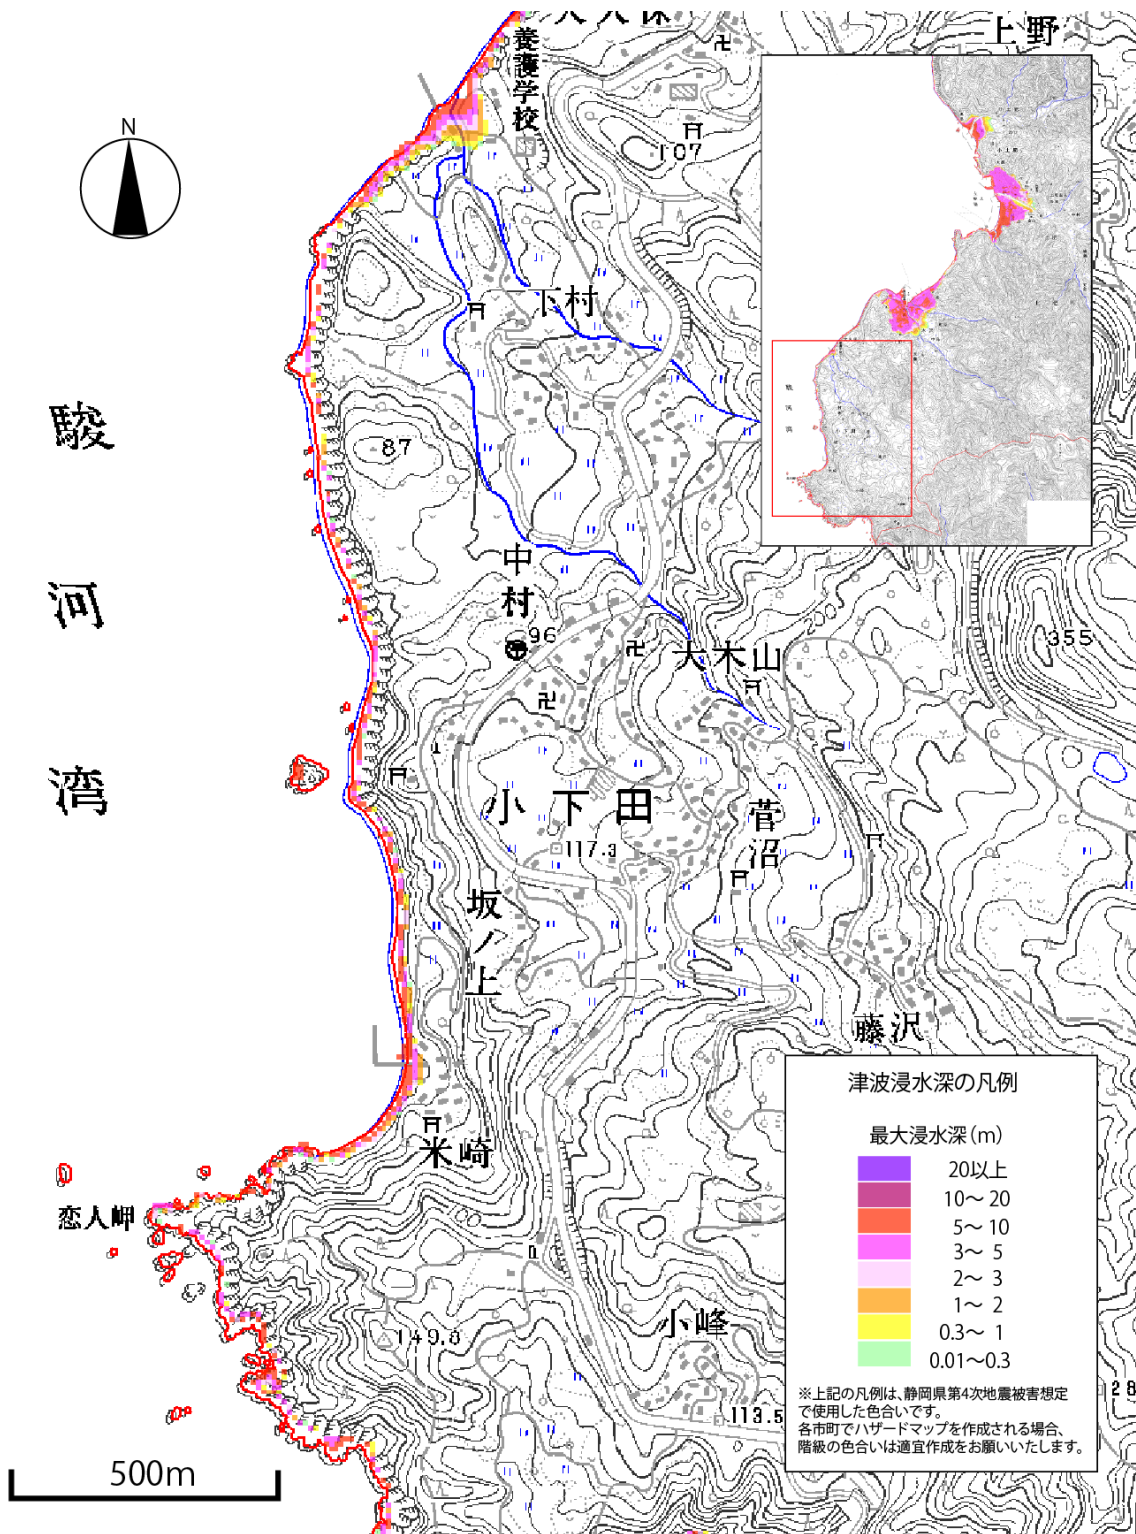 大久保
上野
養護学校
107
N
下村
駿河湾
87
中村
96
大木山
355
小下田
菅沼
117.3
坂ノ上
藤沢
米崎
恋人岬
149.8
小峰
113.5
28
500m
津波浸水深の凡例
最大浸水深(m)
20以上
10～ 20
5～ 10
3～ 5
2～ 3
1～ 2
0.3～ 1
0.01～0.3
※上記の凡例は、静岡県第4次地震被害想定
で使用した色合いです。
各市町でハザードマップを作成される場合、
階級の色合いは適宜作成をお願いいたします。